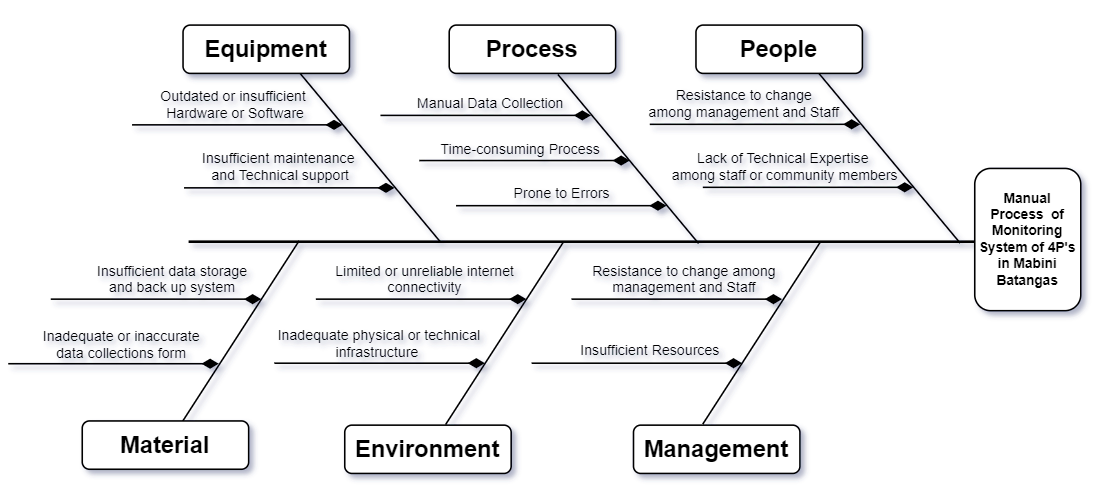 Equipment
Process
People
Outdated or insufficient
Hardware or Software
Insufficient maintenance
and Technical support
Manual Data Collection
Time-consuming Process
Prone to Errors
Resistance to change
among management and Staff
Lack of Technical Expertise
among staff or community members
Manual
Process of
Monitoring
System of 4P's
in Mabini
Batangas
Insufficient data storage
and back up system
Inadequate or inaccurate
data collections form
Limited or unreliable internet
connectivity
Inadequate physical or technical
infrastructure
Resistance to change among
management and Staff
Insufficient Resources
Material
Environment
Management